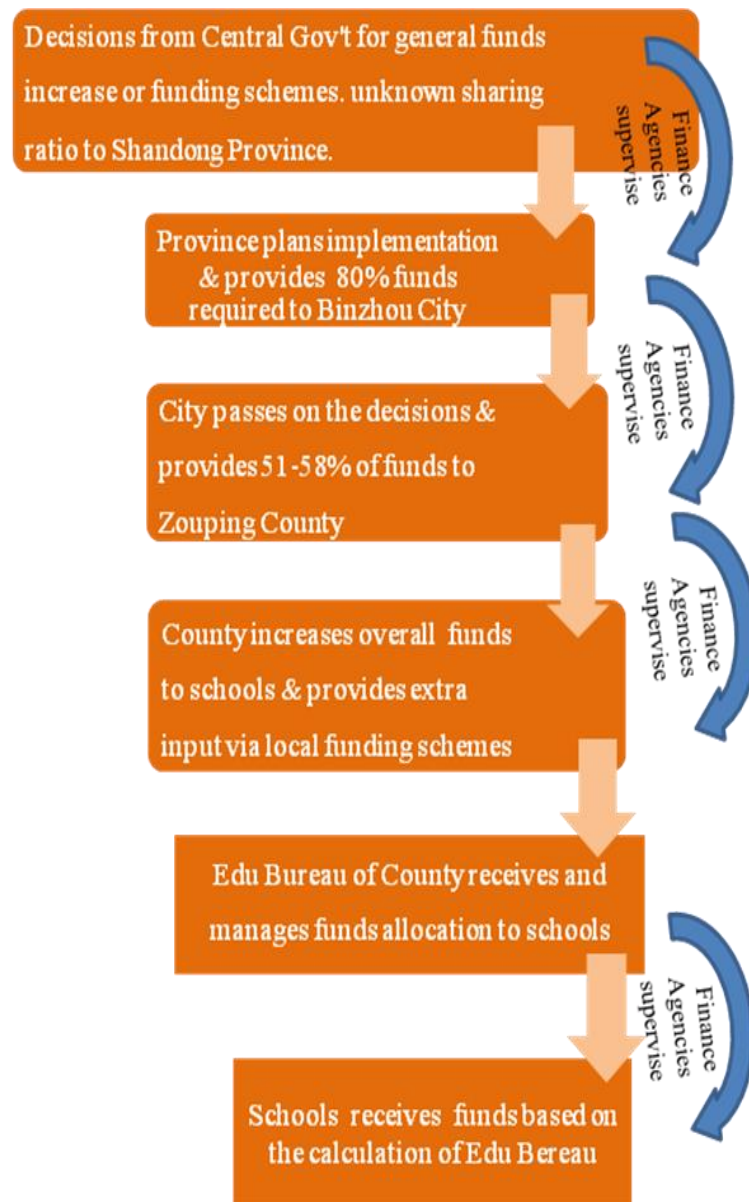 Decisions from Central Gov't for general funds
increase or funding schemes. unknown sharing
ratio to Shandong Province.
Finance
Agencies
supervise
Province plans implementation
& provides 80% funds
required to Binzhou City
Finance
Agencies
supervise
City passes on the decisions &
provides 51-58% of funds to
Zouping County
Finance
Agencies
supervise
County increases overall funds
to schools & provides extra
input via local funding schemes
Edu Bureau of County receives and
manages funds allocation to schools
Finance
Agencies
supervise
Schools receives funds based on
the calculation of Edu Bereau